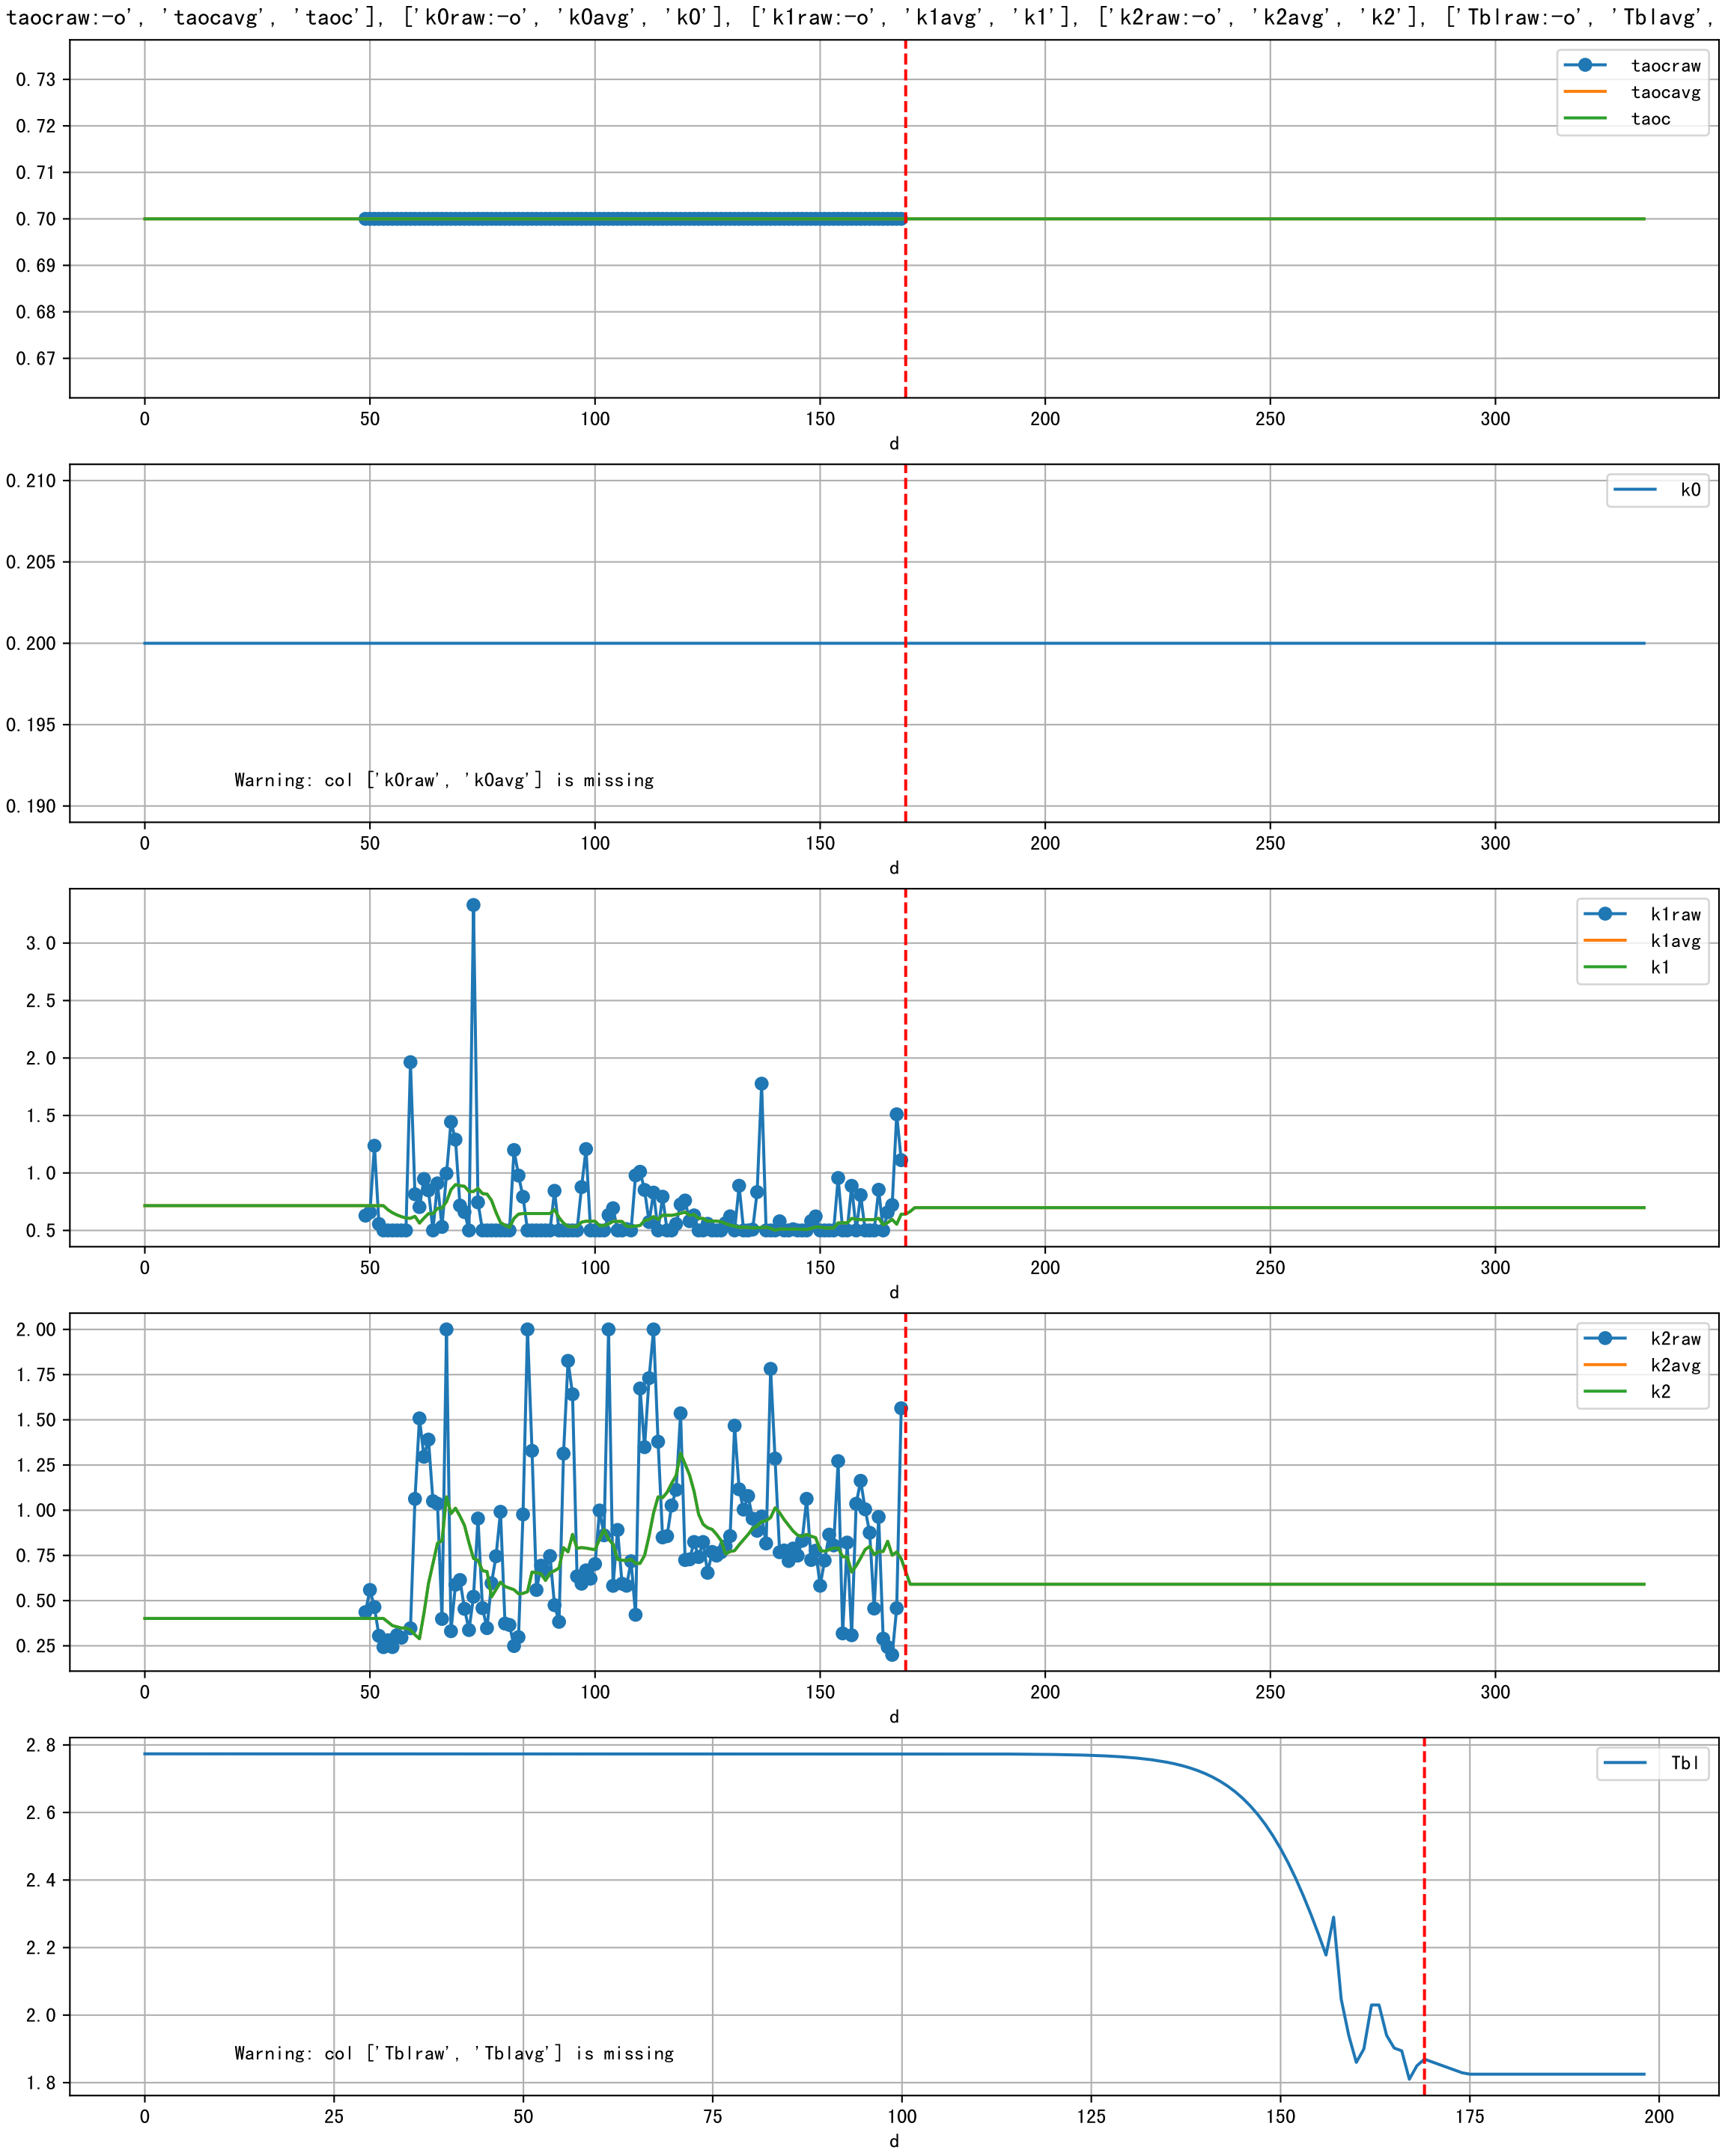 taocraw:-o', 'taocavg', 'taoc'], ['k0raw:-o', 'k0avg', 'k0'], ['k1raw:-o', 'k1avg', 'k1'], ['k2raw:-o', 'k2avg', 'k2'], ['Tblraw:-o', 'Tblavg',
0.73
0.72
0.71
0.70
0.69
0.68
0.67
taocraw
taocavg
taoc
0 50 100 150 200 250 300
d
0.210
0.205
0.200
0.195
0.190
k0
Warning: col ['k0raw', 'k0avg'] is missing
0 50 100 150 200 250 300
d
3.0
2.5
2.0
1.5
1.0
0.5
k1raw
k1avg
k1
0 50 100 150 200 250 300
d
2.00
1.75
1.50
1.25
1.00
0.75
0.50
0.25
k2raw
k2avg
k2
0 50 100 150 200 250 300
d
2.8
2.6
2.4
2.2
2.0
1.8
Tbl
Warning: col ['Tblraw', 'Tblavg'] is missing
0 25 50 75 100 125 150 175 200
d